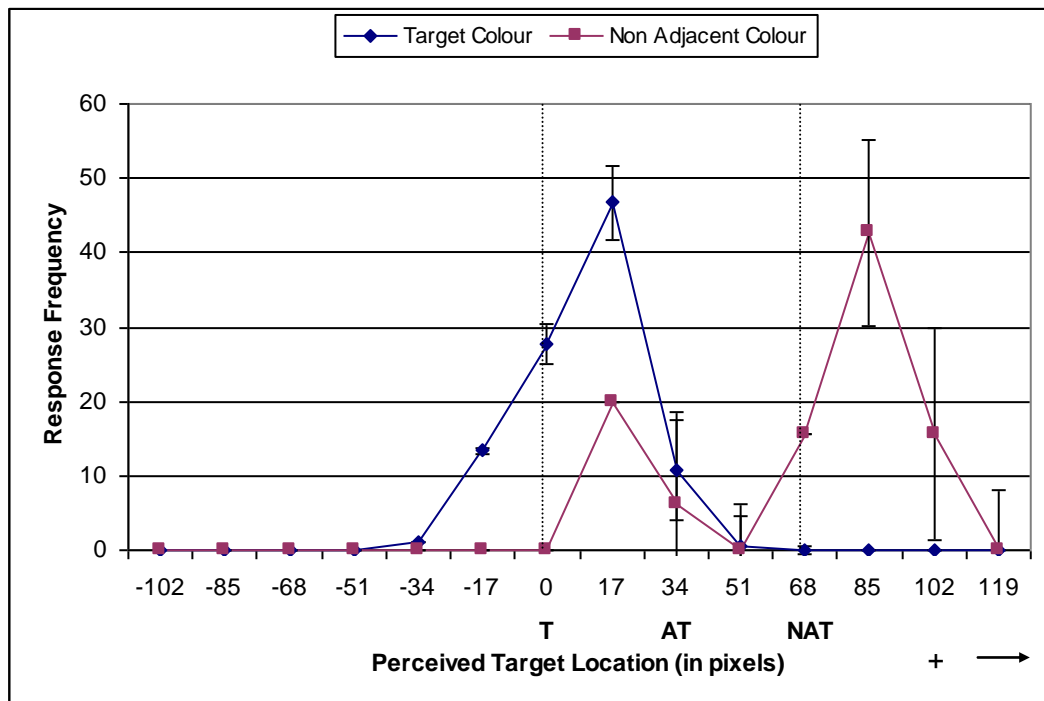 Target Colour Non Adjacent Colour
60
50
40
30
20
10
0
Response Frequency
-102 -85 -68 -51 -34 -17 0 17 34 51 68 85 102 119
T AT NAT
Perceived Target Location (in pixels) +